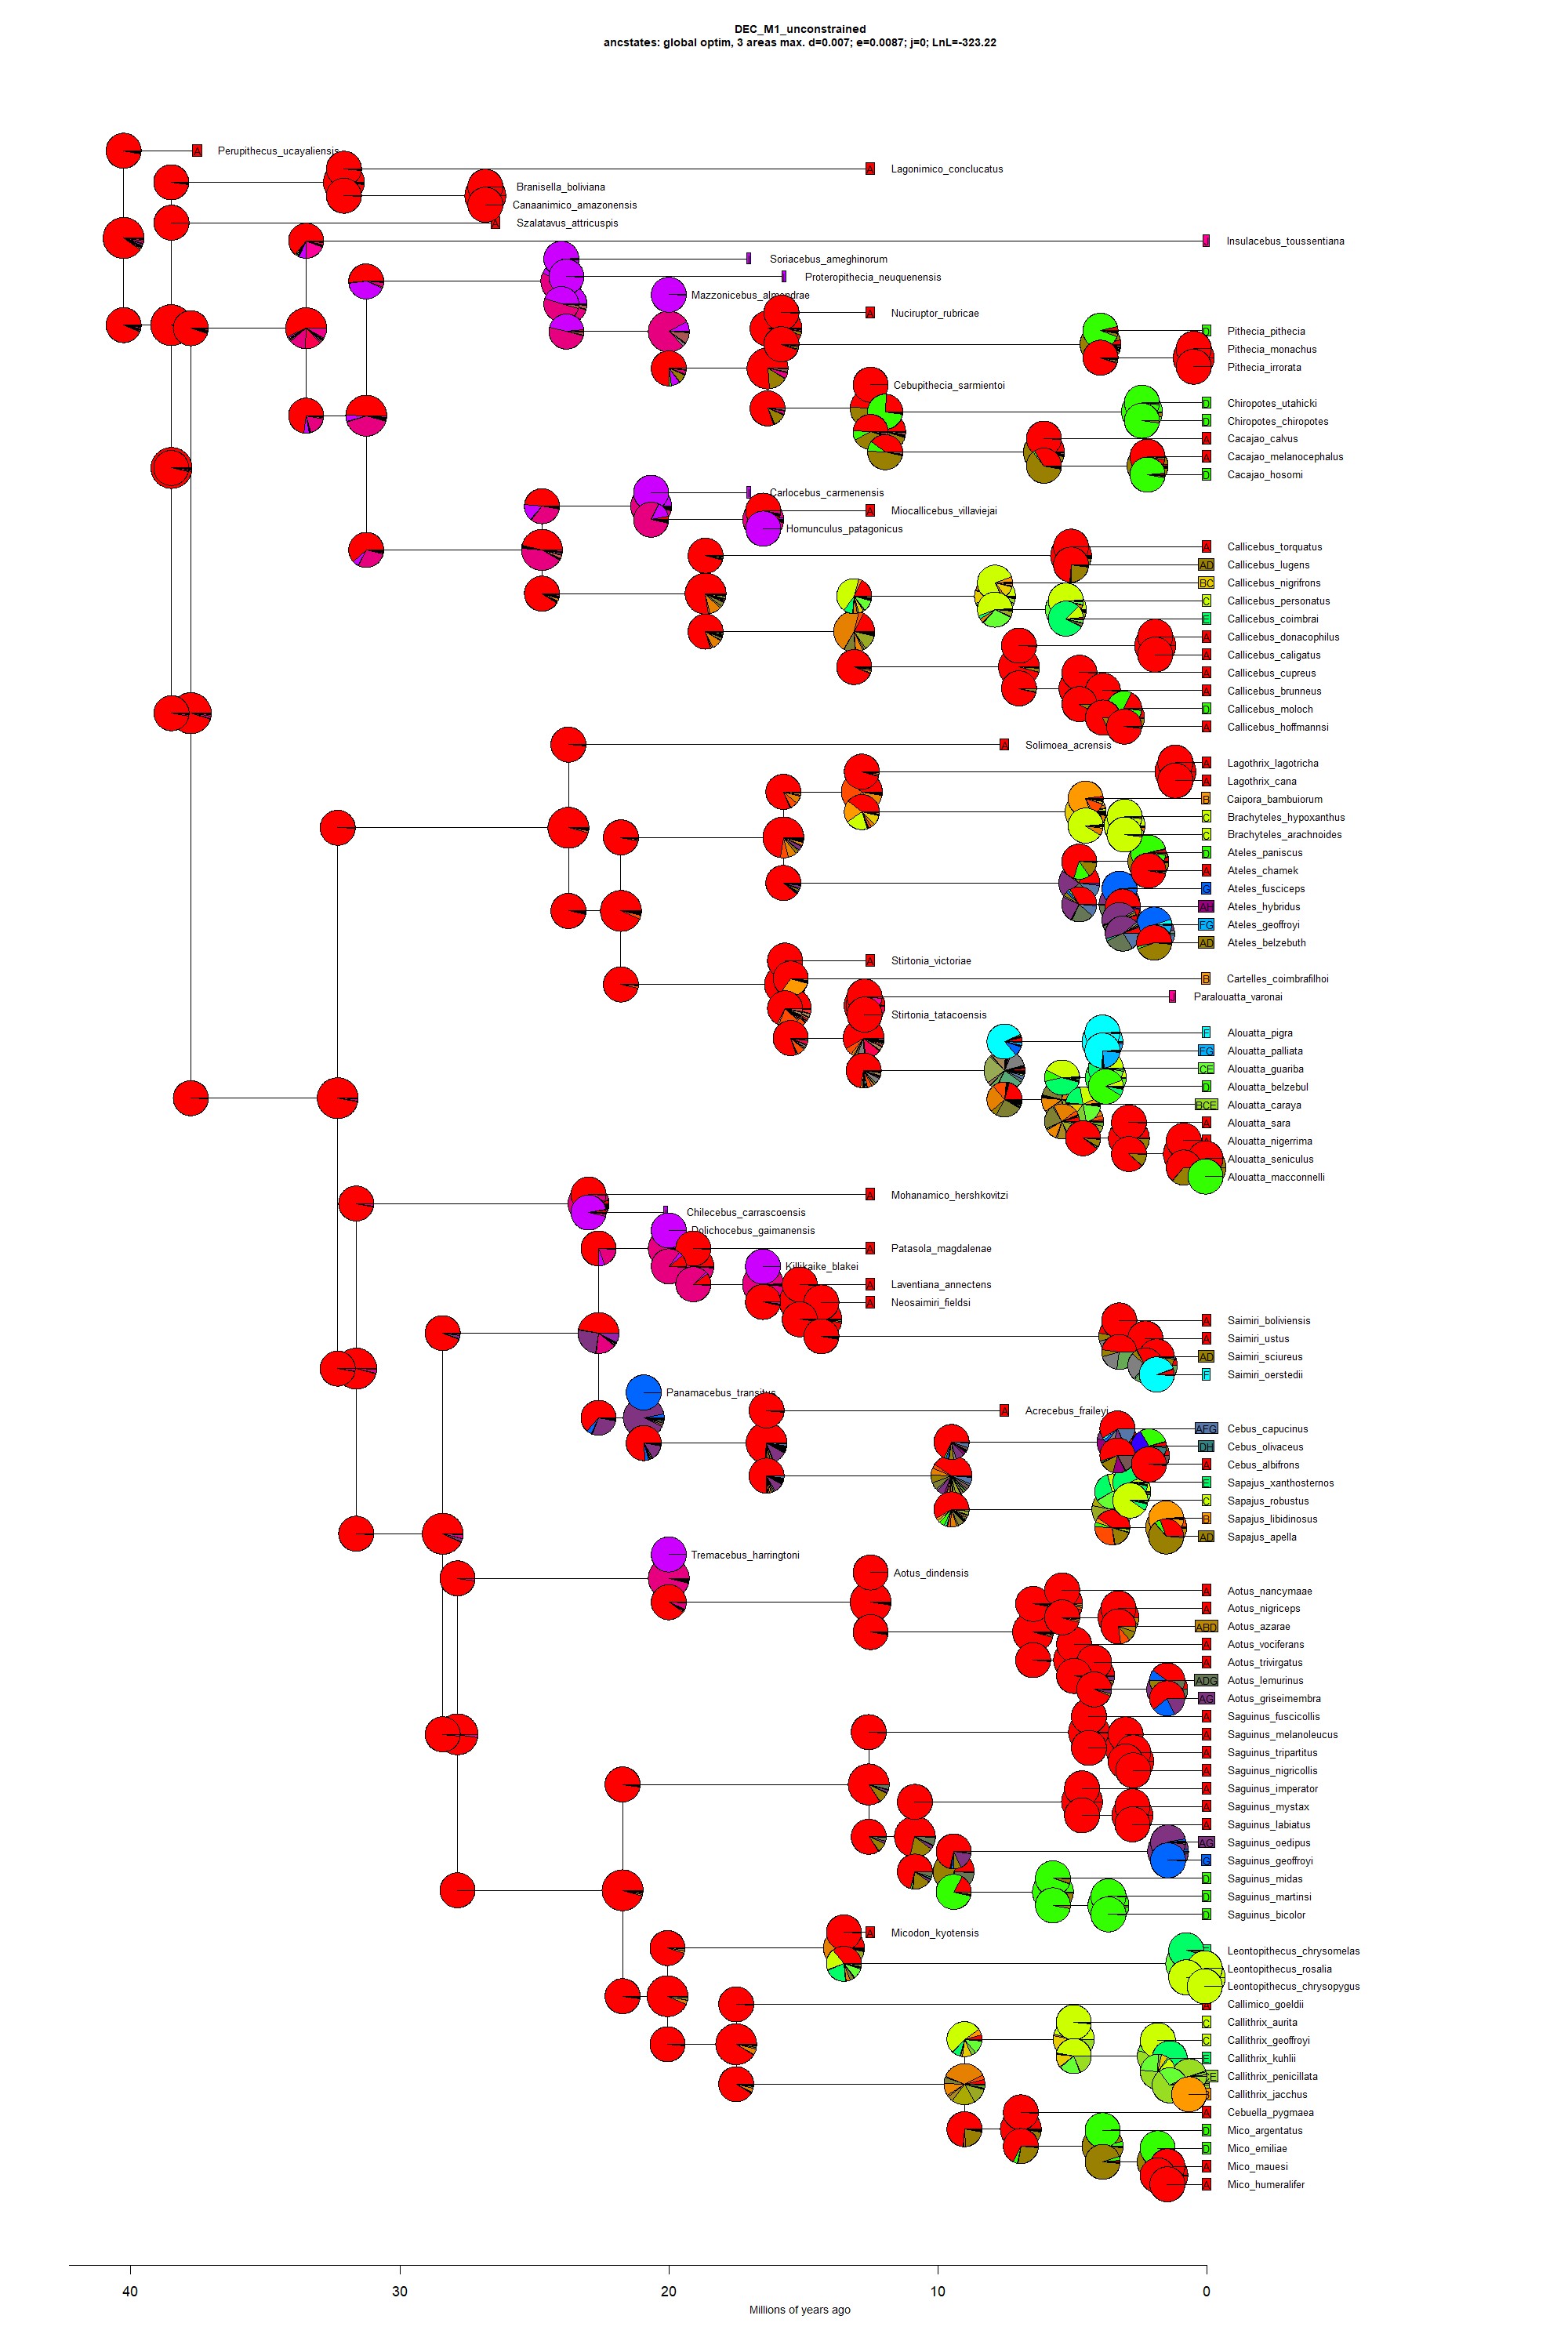 DEC_M1_unconstrained
ancstates: global optim, 3 areas max. d=0.007; e=0.0087; j=0; LnL=-323.22
A Perupithecus_ucayaliensis
A Lagonimico_conclucatus
Branisella_boliviana
Canaanimico_amazonensis
A Szalatavus_attricuspis
Insulacebus_toussentiana
Soriacebus_ameghinorum
Proteropithecia_neuquenensis
Mazzonicebus_almendrae
A Nuciruptor_rubricae
D Pithecia_pithecia
Pithecia_monachus
Pithecia_irrorata
Cebupithecia_sarmientoi
D Chiropotes_utahicki
D Chiropotes_chiropotes
A Cacajao_calvus
A Cacajao_melanocephalus
D Cacajao_hosomi
Carlocebus_carmenensis
A Miocallicebus_villaviejai
Homunculus_patagonicus
A Callicebus_torquatus
AD Callicebus_lugens
BC Callicebus_nigrifrons
C Callicebus_personatus
E Callicebus_coimbrai
A Callicebus_donacophilus
A Callicebus_caligatus
A Callicebus_cupreus
A Callicebus_brunneus
D Callicebus_moloch
A Callicebus_hoffmannsi
A Solimoea_acrensis
A Lagothrix_lagotricha
A Lagothrix_cana
B Caipora_bambuiorum
C Brachyteles_hypoxanthus
C Brachyteles_arachnoides
D Ateles_paniscus
A Ateles_chamek
G Ateles_fusciceps
AH Ateles_hybridus
FG Ateles_geoffroyi
AD Ateles_belzebuth
A Stirtonia_victoriae
B Cartelles_coimbrafilhoi
Paralouatta_varonai
Stirtonia_tatacoensis
F Alouatta_pigra
FG Alouatta_palliata
CE Alouatta_guariba
D Alouatta_belzebul
BCE Alouatta_caraya
A Alouatta_sara
Alouatta_nigerrima
Alouatta_seniculus
Alouatta_macconnelli
A Mohanamico_hershkovitzi
Chilecebus_carrascoensis
Dolichocebus_gaimanensis
A Patasola_magdalenae
Killikaike_blakei
A Laventiana_annectens
A Neosaimiri_fieldsi
A Saimiri_boliviensis
A Saimiri_ustus
AD Saimiri_sciureus
F Saimiri_oerstedii
Panamacebus_transitus
A Acrecebus_fraileyi
AFG Cebus_capucinus
DH Cebus_olivaceus
A Cebus_albifrons
E Sapajus_xanthosternos
C Sapajus_robustus
B Sapajus_libidinosus
AD Sapajus_apella
Tremacebus_harringtoni
Aotus_dindensis
A Aotus_nancymaae
A Aotus_nigriceps
ABD Aotus_azarae
A Aotus_vociferans
A Aotus_trivirgatus
ADG Aotus_lemurinus
AG Aotus_griseimembra
A Saguinus_fuscicollis
A Saguinus_melanoleucus
A Saguinus_tripartitus
A Saguinus_nigricollis
A Saguinus_imperator
A Saguinus_mystax
A Saguinus_labiatus
AG Saguinus_oedipus
G Saguinus_geoffroyi
D Saguinus_midas
D Saguinus_martinsi
D Saguinus_bicolor
A Micodon_kyotensis
Leontopithecus_chrysomelas
Leontopithecus_rosalia
Leontopithecus_chrysopygus
Callimico_goeldii
C Callithrix_aurita
C Callithrix_geoffroyi
E Callithrix_kuhlii
Callithrix_penicillata
Callithrix_jacchus
A Cebuella_pygmaea
D Mico_argentatus
D Mico_emiliae
A Mico_mauesi
A Mico_humeralifer
40 30 20 10 0
Millions of years ago